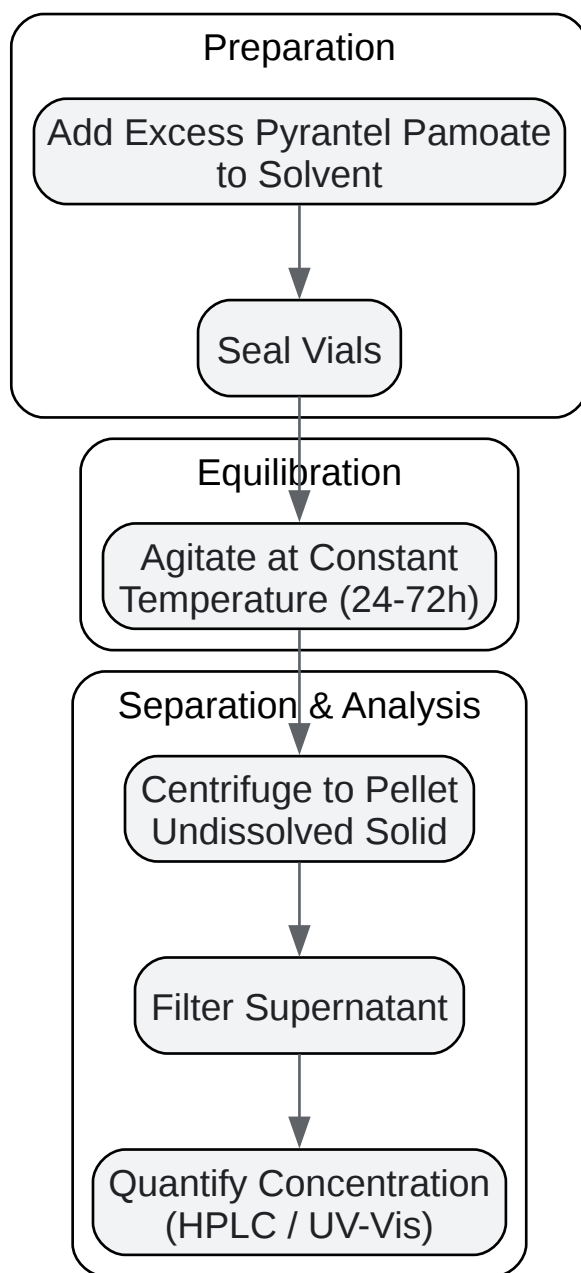 Preparation
Add Excess Pyrantel Pamoate
to Solvent
Seal Vials
Equilibration
Agitate at Constant
Temperature (24-72h)
Separation & Analysis
Centrifuge to Pellet
Undissolved Solid
Filter Supernatant
Quantify Concentration
(HPLC / UV-Vis)